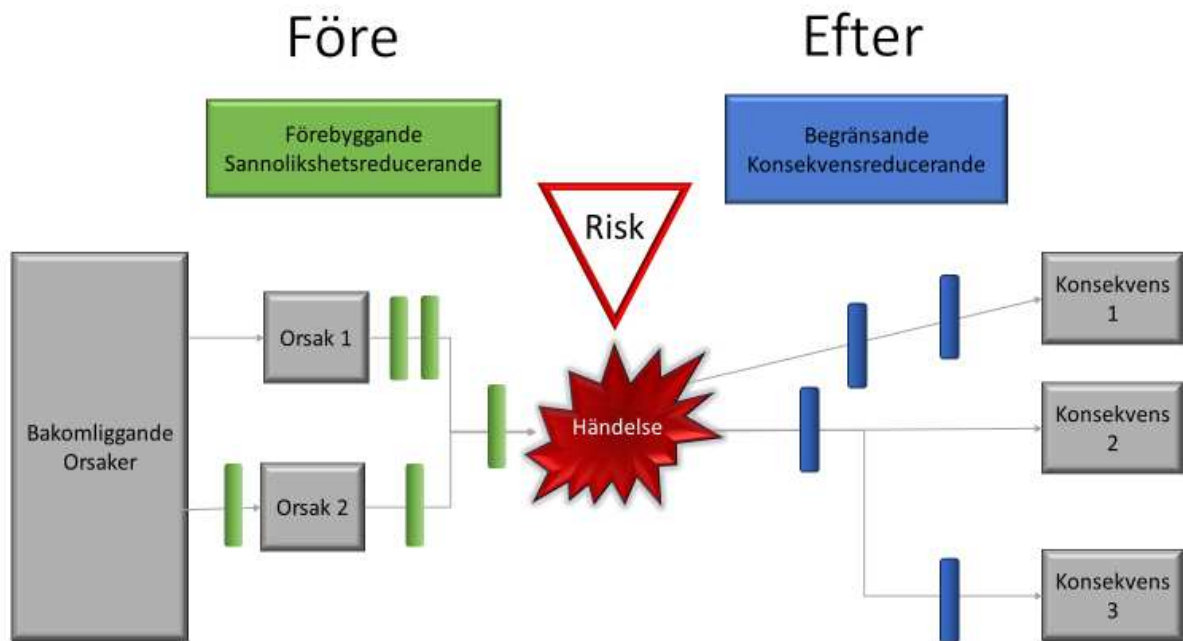 Före
Efter
Förebyggande
Sannolikshetsreducerande
Begränsande
Konsekvensreducerande
Risk
Bakomliggande
Orsaker
Orsak 1
Orsak 2
Händelse
Konsekvens
1
Konsekvens
2
Konsekvens
3